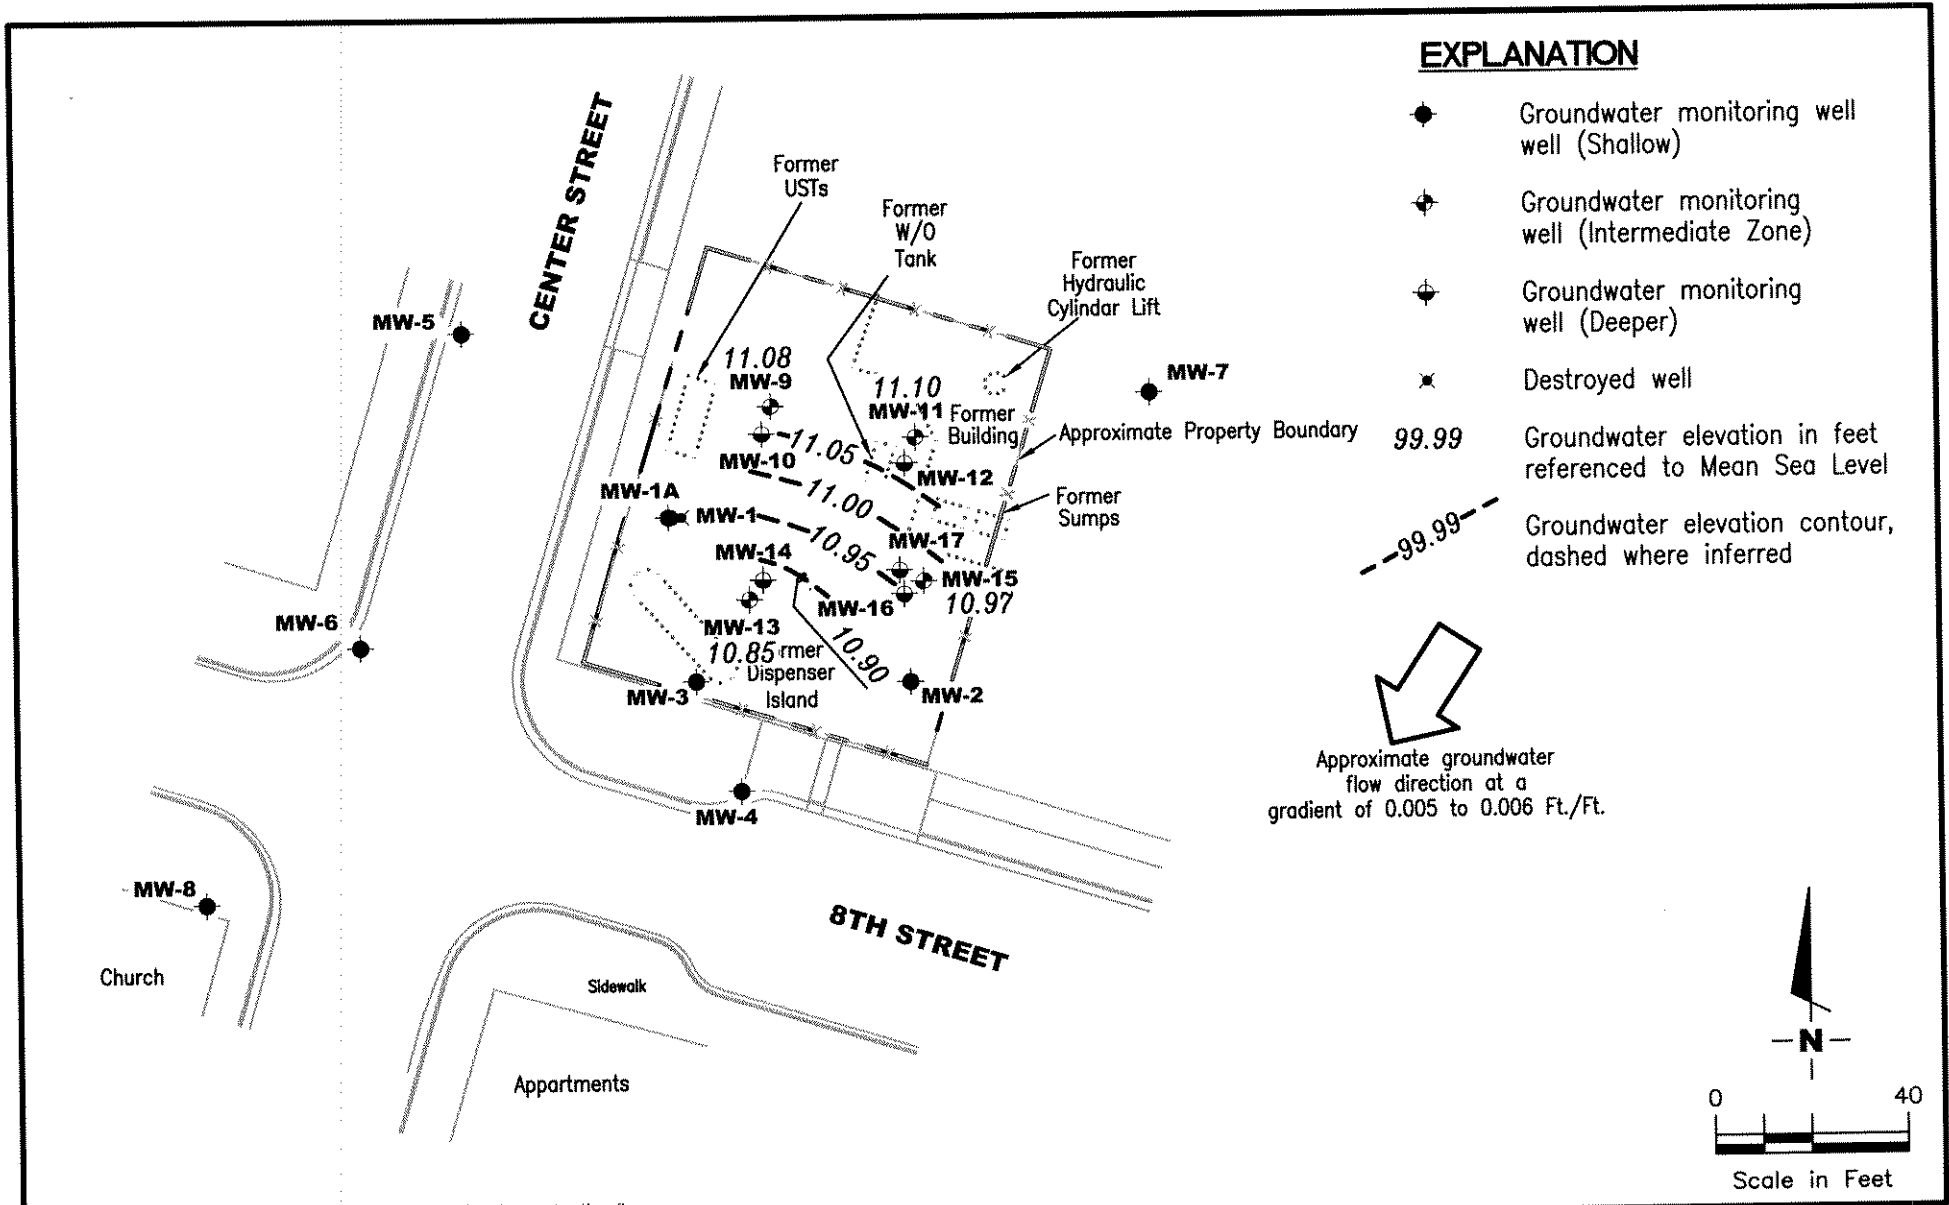 EXPLANATION
Groundwater monitoring well
well (Shallow)
Groundwater monitoring
well (Intermediate Zone)
Groundwater monitoring
well (Deeper)
Destroyed well
99.99
Groundwater elevation in feet
referenced to Mean Sea Level
99.99
Groundwater elevation contour,
dashed where inferred
Approximate groundwater
flow direction at a
gradient of 0.005 to 0.006 Ft./Ft.
N
0
40
Scale in Feet
CENTER STREET
Former
USTs
Former
W/O
Tank
Former
Hydraulic
Cylindar Lift
MW-5
MW-7
11.08
MW-9
11.10
MW-11
Former
Building
Approximate Property Boundary
11.05
MW-10
MW-12
MW-1A
MW-1
11.00
Former
Sumps
10.95
MW-17
MW-14
MW-15
10.97
MW-16
MW-6
MW-13
10.85
rmer
Dispenser
Island
10.90
MW-3
MW-2
MW-4
MW-8
8TH STREET
Church
Sidewalk
Appartments